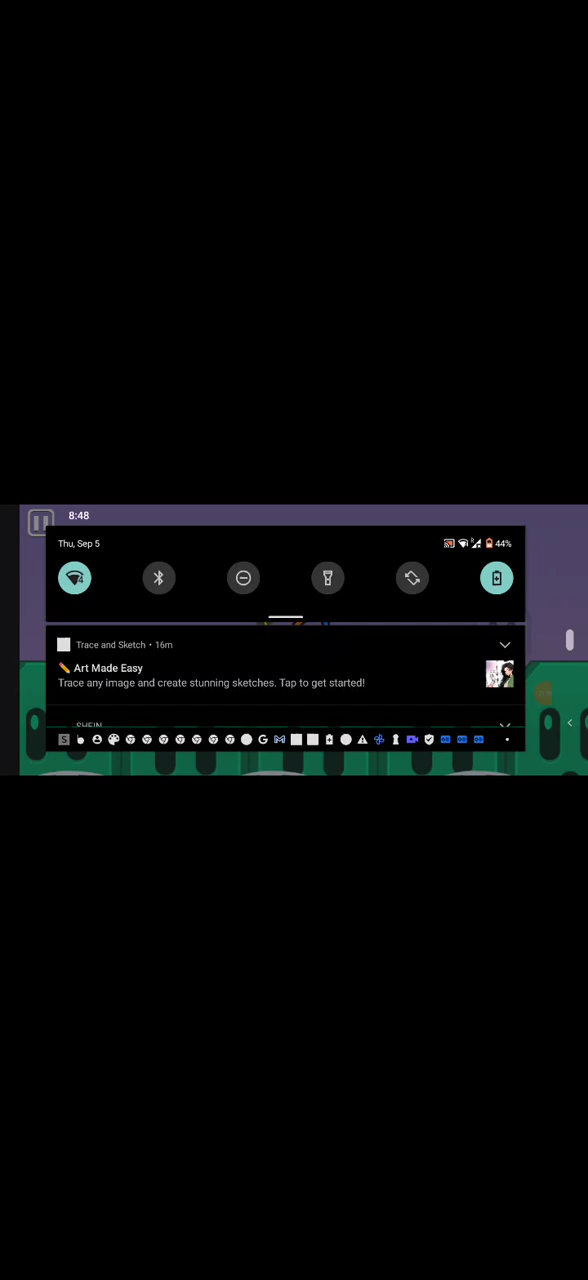 8:48
Thu, Sep 5
R
44%
Trace and Sketch • 16m
✏️ Art Made Easy
Trace any image and create stunning sketches. Tap to get started!
SHEIN
S